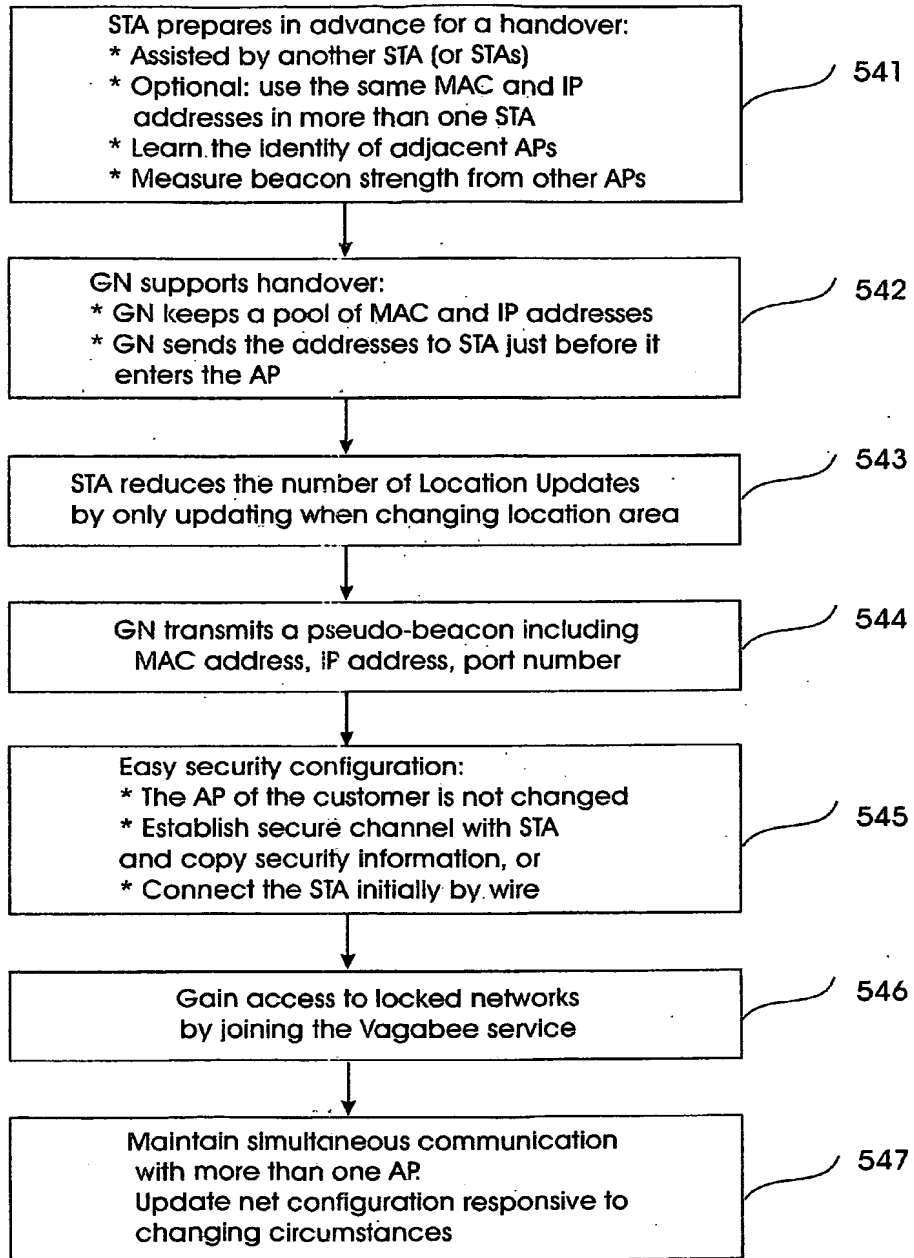 STA prepares in advance for a handover:
* Assisted by another STA (or STAs)
* Optional: use the same MAC and IP
addresses in more than one STA
* Learn the identity of adjacent APs
* Measure beacon strength from other APs
541
GN supports handover:
* GN keeps a pool of MAC and IP addresses
* GN sends the addresses to STA just before it
enters the AP
542
STA reduces the number of Location Updates
by only updating when changing location area
543
GN transmits a pseudo-beacon including
MAC address, IP address, port number
544
Easy security configuration:
* The AP of the customer is not changed
* Establish secure channel with STA
and copy security information, or
* Connect the STA initially by wire
545
Gain access to locked networks
by joining the Vagabee service
546
Maintain simultaneous communication
with more than one AP.
Update net configuration responsive to
changing circumstances
547